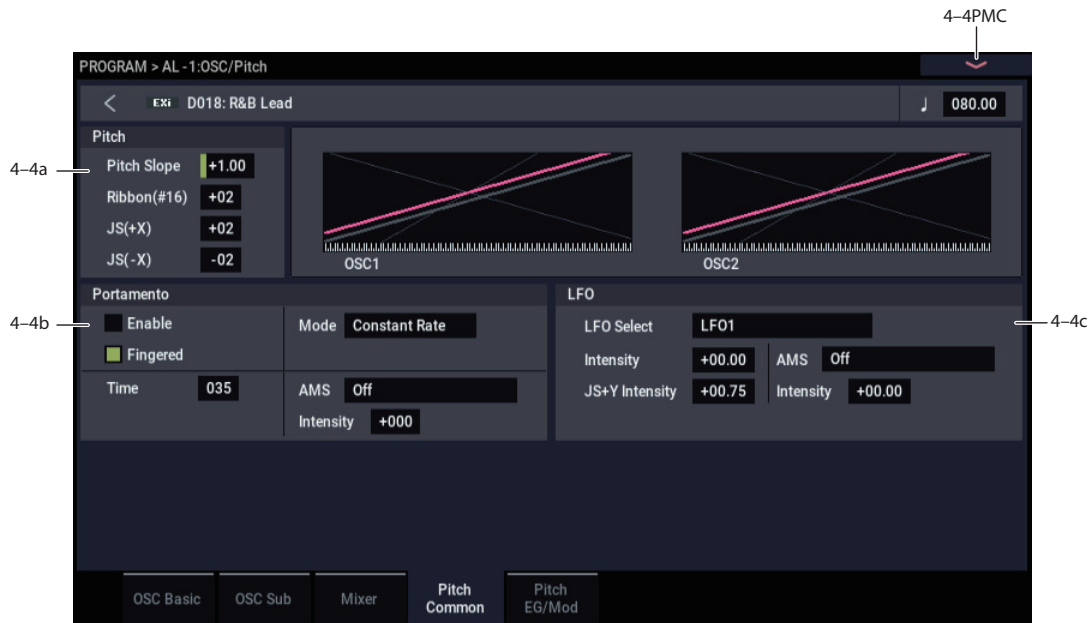 4–4PMC
PROGRAM > AL-1:OSC/Pitch
EXi D018: R&B Lead
♩ 080.00
Pitch
4–4a
Pitch Slope +1.00
Ribbon(#16) +02
JS(+X) +02
JS(-X) -02
OSC1
OSC2
Portamento
4–4b
Enable
Fingered
Mode Constant Rate
Time 035
AMS Off
Intensity +000
LFO
4–4c
LFO Select LFO1
Intensity +00.00
AMS Off
JS+Y Intensity +00.75
Intensity +00.00
OSC Basic
OSC Sub
Mixer
Pitch
Common
Pitch
EG/Mod